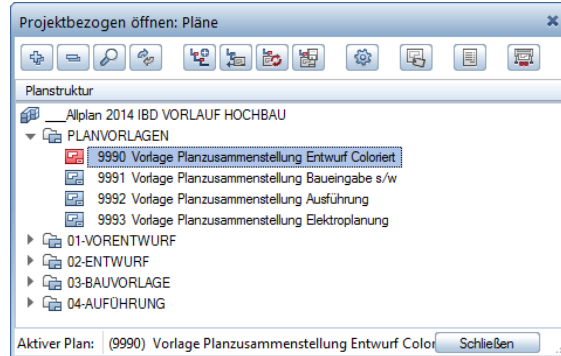 Projektbezogen öffnen: Pläne
Planstruktur
___Allplan 2014 IBD VORLAUF HOCHBAU
PLANVORLAGEN
9990 Vorlage Planzusammenstellung Entwurf Coloriert
9991 Vorlage Planzusammenstellung Baueingabe s/w
9992 Vorlage Planzusammenstellung Ausführung
9993 Vorlage Planzusammenstellung Elektroplanung
01-VORENTWURF
02-ENTWURF
03-BAUVORLAGE
04-AUFÜHRUNG
Aktiver Plan: (9990) Vorlage Planzusammenstellung Entwurf Color Schließen